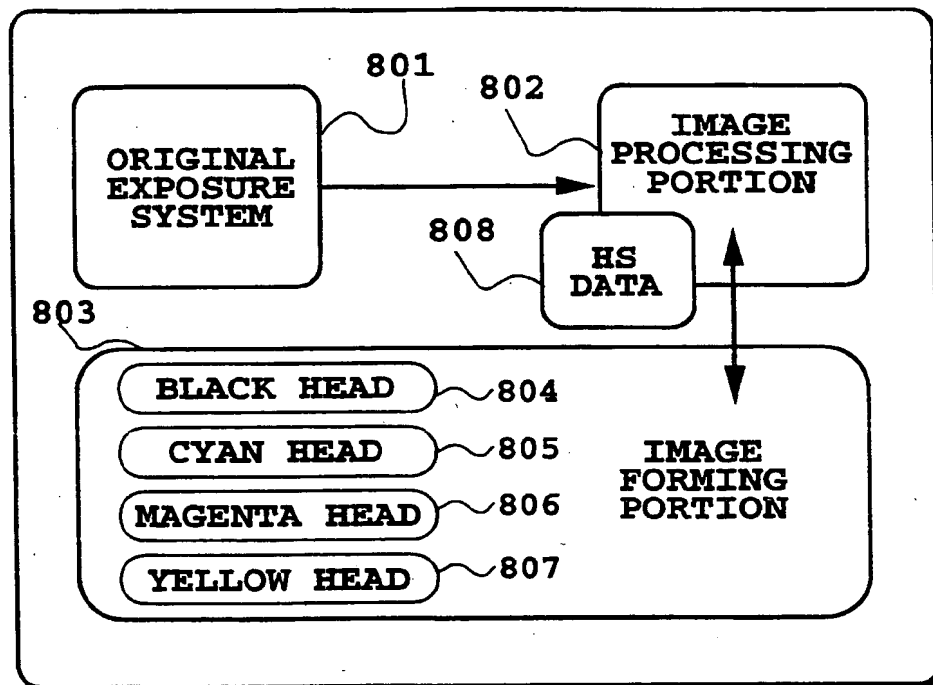 801
802
ORIGINAL
EXPOSURE
SYSTEM
IMAGE
PROCESSING
PORTION
808
HS
DATA
803
BLACK HEAD
804
CYAN HEAD
805
MAGENTA HEAD
806
YELLOW HEAD
807
IMAGE
FORMING
PORTION